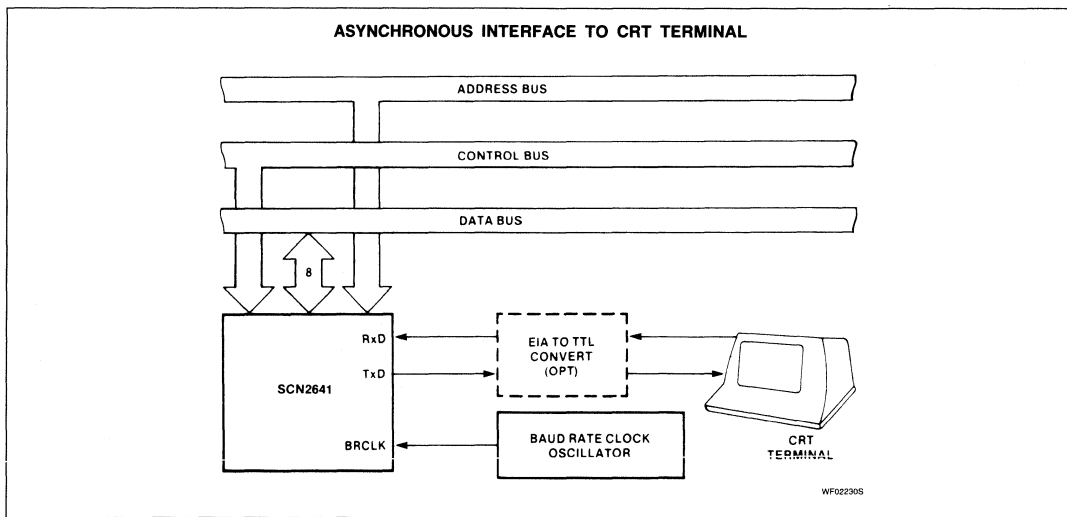 ASYNCHRONOUS INTERFACE TO CRT TERMINAL
ADDRESS BUS
CONTROL BUS
DATA BUS
8
RxD
TxD
SCN2641
BRCLK
EIA TO TTL
CONVERT
(OPT)
BAUD RATE CLOCK
OSCILLATOR
CRT
TERMINAL
WF02230S